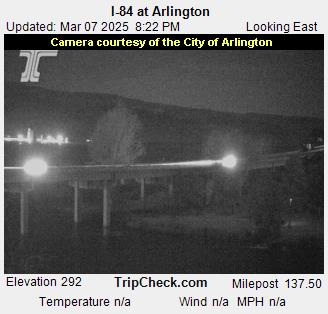 I-84 at Arlington
Updated: Mar 07 2025 8:22 PM Looking East
Camera courtesy of the City of Arlington
Elevation 292 TripCheck.com Milepost 137.50
Temperature n/a Wind n/a MPH n/a